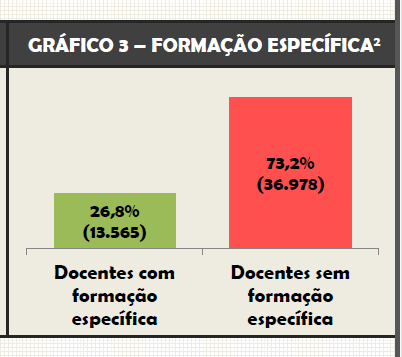 GRÁFICO 3 – FORMAÇÃO ESPECÍFICA²
73,2%
(36.978)
26,8%
(13.565)
Docentes com
formação
específica
Docentes sem
formação
específica